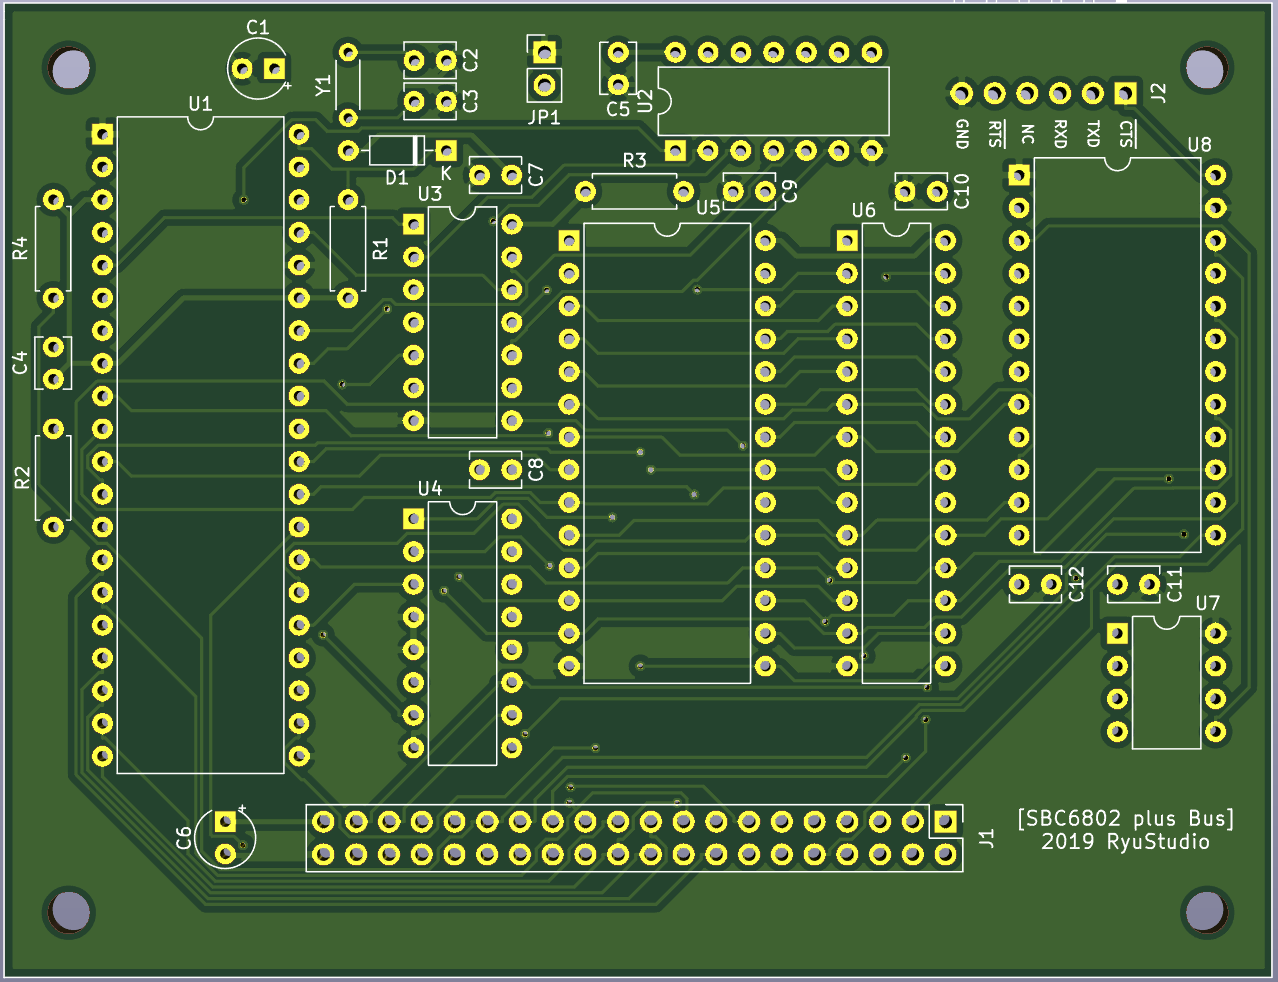 C1
+
C2
C3
Y1
JP1
C5
U2
J2
GND
RTS
NC
RXD
TXD
CTS
U8
U1
D1
K
C7
R3
C9
C10
U3
U5
U6
R4
R1
C4
R2
C8
U4
C12
C11
U7
C6
+
J1
[SBC6802 plus Bus]
2019 RyuStudio